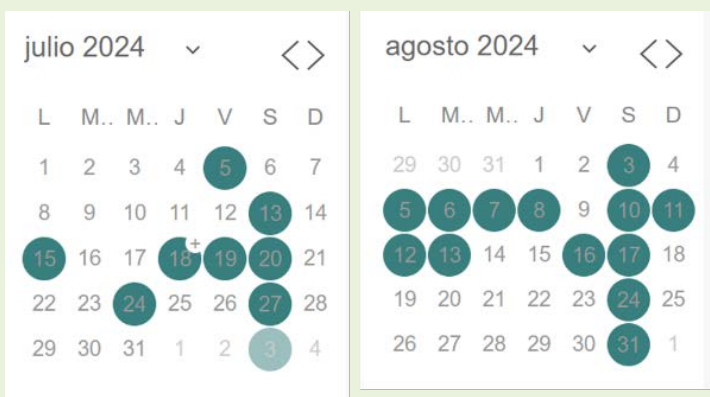 julio 2024
L M.. M.. J V S D
1 2 3 4 5 6 7
8 9 10 11 12 13 14
15 16 17 18 + 19 20 21
22 23 24 25 26 27 28
29 30 31 1 2 3 4
agosto 2024
L M.. M.. J V S D
29 30 31 1 2 3 4
5 6 7 8 9 10 11
12 13 14 15 16 17 18
19 20 21 22 23 24 25
26 27 28 29 30 31 1